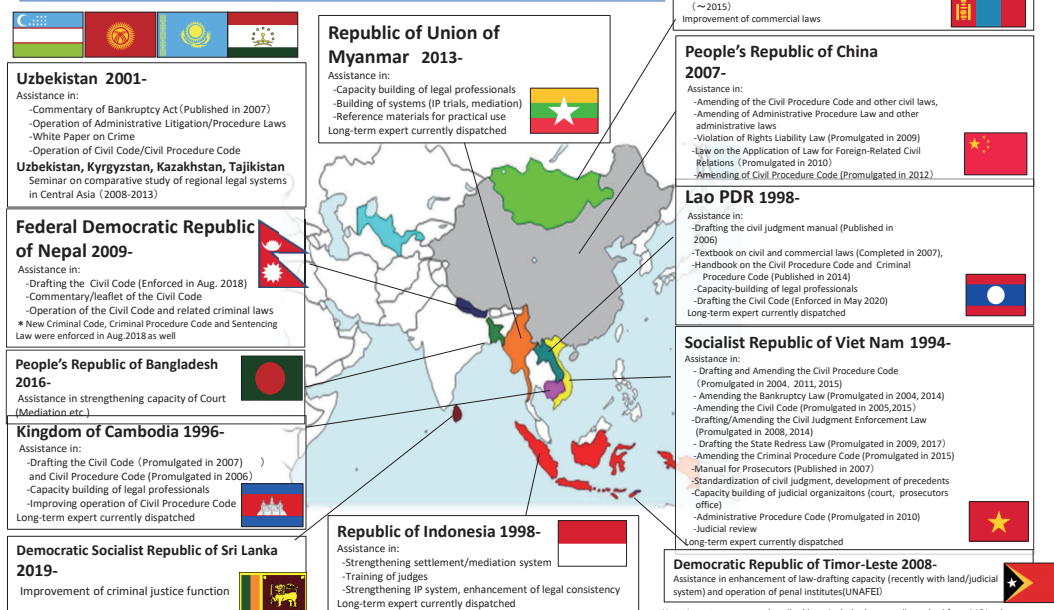 Uzbekistan 2001-
Assistance in:
-Commentary of Bankruptcy Act（Published in 2007）
-Operation of Administrative Litigation/Procedure Laws
-White Paper on Crime
-Operation of Civil Code/Civil Procedure Code
Uzbekistan, Kyrgyzstan, Kazakhstan, Tajikistan
Seminar on comparative study of regional legal systems
in Central Asia（2008-2013）
Federal Democratic Republic
of Nepal 2009-
Assistance in:
-Drafting the Civil Code (Enforced in Aug. 2018)
-Commentary/leaflet of the Civil Code
-Operation of the Civil Code and related criminal laws
＊New Criminal Code, Criminal Procedure Code and Sentencing
Law were enforced in Aug.2018 as well
People's Republic of Bangladesh
2016-
Assistance in strengthening capacity of Court
(Mediation etc.)
Kingdom of Cambodia 1996-
Assistance in:
-Drafting the Civil Code（Promulgated in 2007）　）
and Civil Procedure Code (Promulgated in 2006）
-Capacity building of legal professionals
-Improving operation of Civil Procedure Code
Long-term expert currently dispatched
Democratic Socialist Republic of Sri Lanka
2019-
Improvement of criminal justice function
Republic of Union of
Myanmar 2013-
Assistance in:
-Capacity building of legal professionals
-Building of systems (IP trials, mediation)
-Reference materials for practical use
Long-term expert currently dispatched
Republic of Indonesia 1998-
Assistance in:
-Strengthening settlement/mediation system
-Training of judges
-Strengthening IP system, enhancement of legal consistency
Long-term expert currently dispatched
（～2015）
Improvement of commercial laws
People's Republic of China
2007-
Assistance in:
-Amending of the Civil Procedure Code and other civil laws,
-Amending of Administrative Procedure Law and other
administrative laws
-Violation of Rights Liability Law (Promulgated in 2009)
-Law on the Application of Law for Foreign-Related Civil
Relations（Promulgated in 2010)
-Amending of Civil Procedure Code (Promulgated in 2012）
Lao PDR 1998-
Assistance in:
-Drafting the civil judgment manual (Published in
2006)
-Textbook on civil and commercial laws (Completed in 2007),
-Handbook on the Civil Procedure Code and Criminal
Procedure Code (Published in 2014)
-Capacity-building of legal professionals
-Drafting the Civil Code (Enforced in May 2020)
Long-term expert currently dispatched
Socialist Republic of Viet Nam 1994-
Assistance in:
- Drafting and Amending the Civil Procedure Code
（Promulgated in 2004, 2011, 2015)
- Amending the Bankruptcy Law (Promulgated in 2004, 2014)
-Amending the Civil Code (Promulgated in 2005,2015）
-Drafting/Amending the Civil Judgment Enforcement Law
(Promulgated in 2008, 2014)
- Drafting the State Redress Law (Promulgated in 2009, 2017)
-Amending the Criminal Procedure Code (Promulgated in 2015)
-Manual for Prosecutors (Published in 2007)
-Standardization of civil judgment, development of precedents
-Capacity building of judicial organizaitons (court, prosecutors
office)
-Administrative Procedure Code (Promulgated in 2010)
-Judicial review
Long-term expert currently dispatched
Democratic Republic of Timor-Leste 2008-
Assistance in enhancement of law-drafting capacity (recently with land/judicial
system) and operation of penal institutes(UNAFEI)